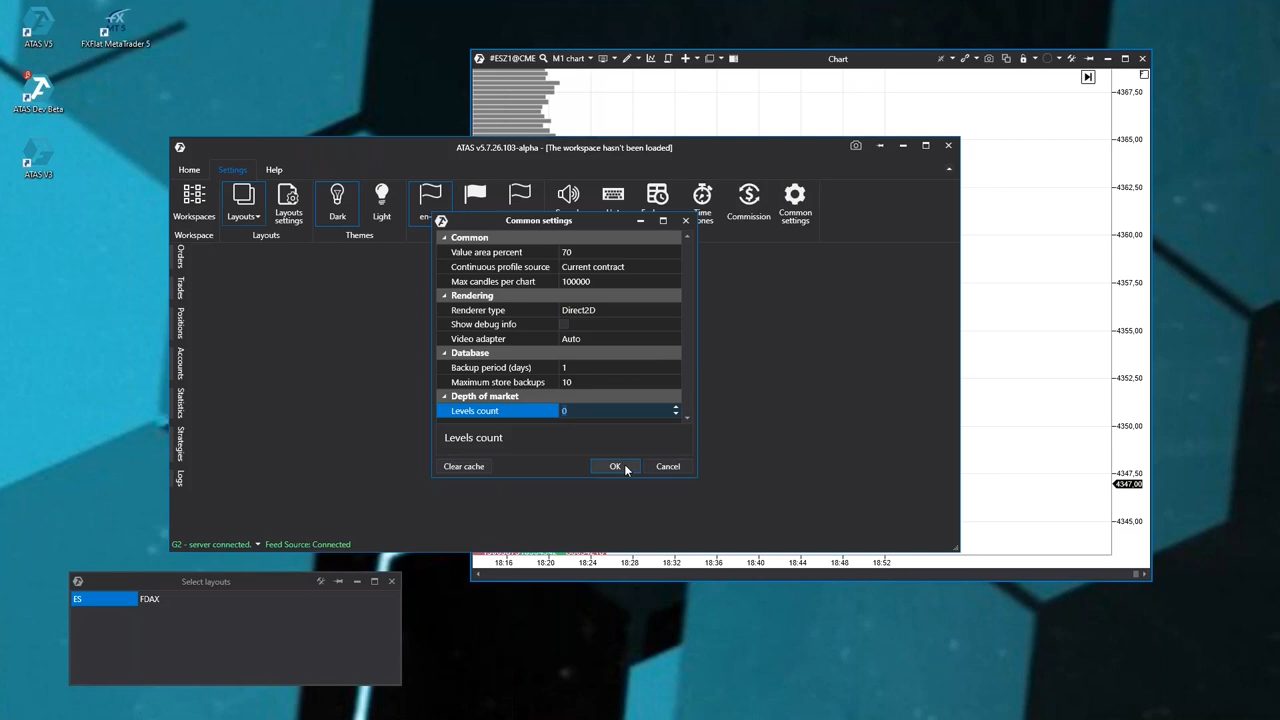 ATAS V5
FXFlat MetaTrader 5
ATAS Dev Beta
ATAS V3
#ESZ1@CME
M1 chart
Chart
4367,50
4365,00
4362,50
4360,00
4357,50
4355,00
4352,50
4350,00
4347,50
4347,00
4345,00
18:16
18:20
18:24
18:28
18:32
18:36
18:40
18:44
18:48
18:52
ATAS v5.7.26.103-alpha - [The workspace hasn't been loaded]
Home
Settings
Help
Workspaces
Layouts
Layouts settings
Dark
Light
en-
Commission
Common settings
Workspace
Layouts
Themes
Orders
Trades
Positions
Accounts
Statistics
Strategies
Logs
Common settings
Common
Value area percent 70
Continuous profile source Current contract
Max candles per chart 100000
Rendering
Renderer type Direct2D
Show debug info
Video adapter Auto
Database
Backup period (days) 1
Maximum store backups 10
Depth of market
Levels count 0
Levels count
Clear cache
OK
Cancel
G2 - server connected.
Feed Source: Connected
Select layouts
ES
FDAX